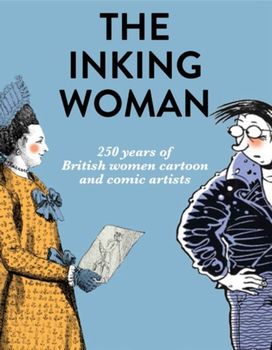 THE
INKING
WOMAN
250 years of
British women cartoon
and comic artists